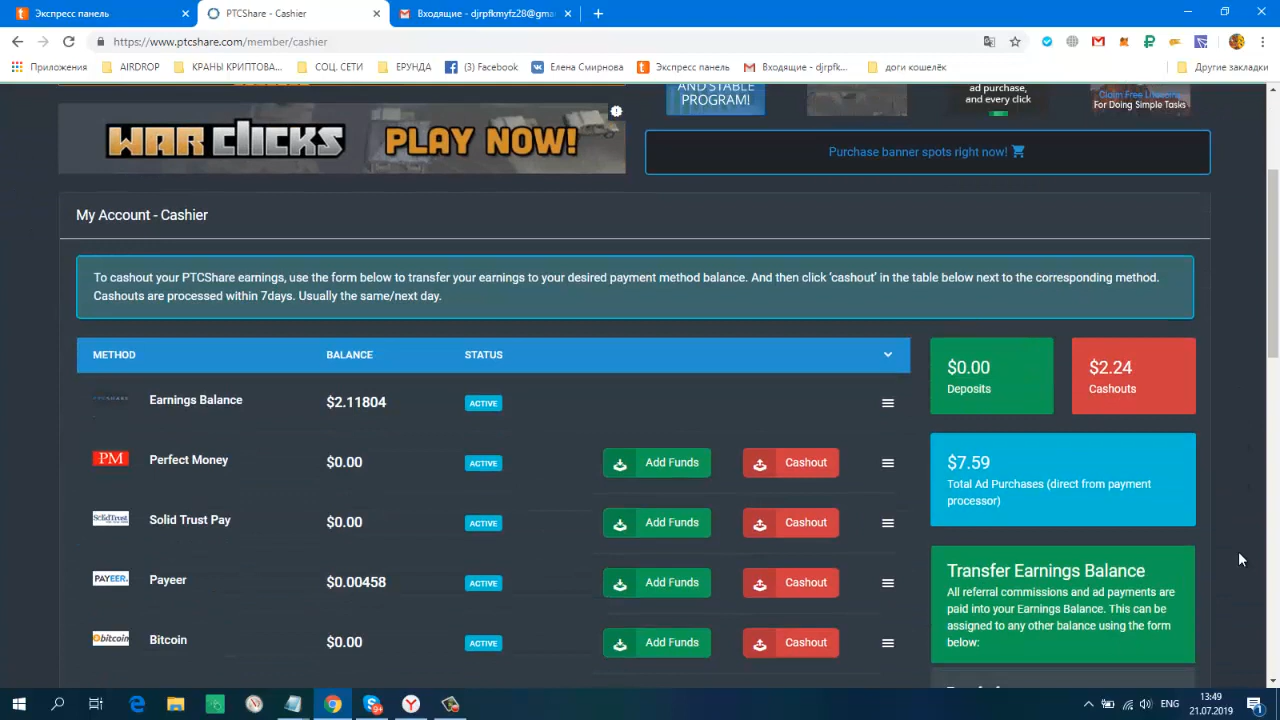 Экспресс панель
PTCShare - Cashier
Входящие - djrpfkmyfz28@gma
https://www.ptcshare.com/member/cashier
Приложения
AIRDROP
КРАНЫ КРИПТОВА...
СОЦ. СЕТИ
ЕРУНДА
(3) Facebook
Елена Смирнова
Экспресс панель
Входящие - djrpfk...
доги кошелёк
Другие закладки
AND STABLE
PROGRAM!
ad purchase,
and every click
For Doing Simple Tasks
WAR CLICKS PLAY NOW!
Purchase banner spots right now!
My Account - Cashier
To cashout your PTCShare earnings, use the form below to transfer your earnings to your desired payment method balance. And then click 'cashout' in the table below next to the corresponding method.
Cashouts are processed within 7days. Usually the same/next day.
METHOD BALANCE STATUS
Earnings Balance $2.11804 ACTIVE
PM Perfect Money $0.00 ACTIVE Add Funds Cashout
SolidTrust Solid Trust Pay $0.00 ACTIVE Add Funds Cashout
PAYEER Payeer $0.00458 ACTIVE Add Funds Cashout
bitcoin Bitcoin $0.00 ACTIVE Add Funds Cashout
$0.00
Deposits
$2.24
Cashouts
$7.59
Total Ad Purchases (direct from payment
processor)
Transfer Earnings Balance
All referral commissions and ad payments are
paid into your Earnings Balance. This can be
assigned to any other balance using the form
below:
ENG
13:49
21.07.2019